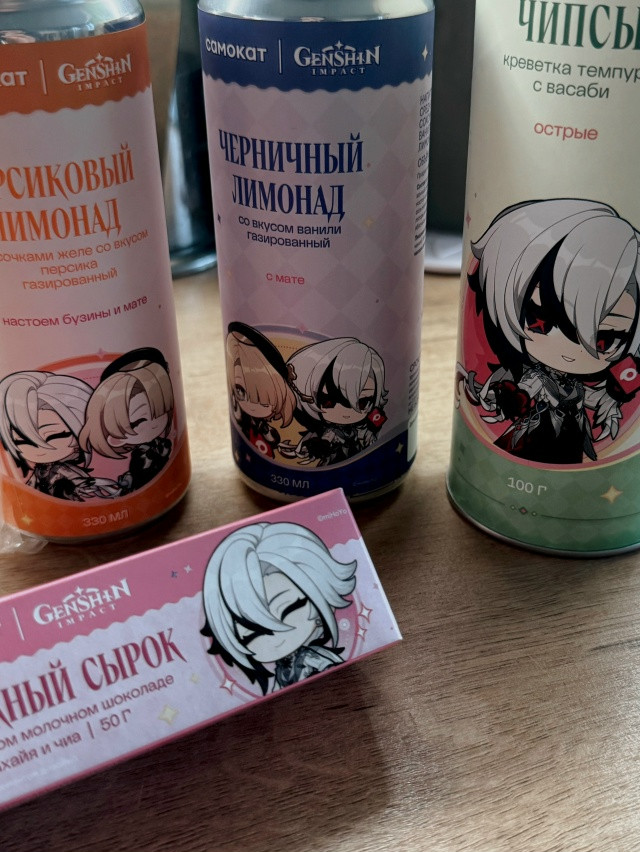 кат | GENSHIN
IMPACT
РСИКОВЫЙ
ЛИМОНАД
сочками желе со вкусом
персика
газированный
настоем бузины и мате
330 МЛ
самокат | GENSHIN
IMPACT
ЧЕРНИЧНЫЙ
ЛИМОНАД
со вкусом ванили
газированный
с мате
330 МЛ
ЧИПСЫ
креветка темпур
с васаби
острые
100 Г
©miHoYo
GENSHIN
IMPACT
НЫЙ СЫРОК
ом молочном шоколаде
хайя и чиа | 50 Г